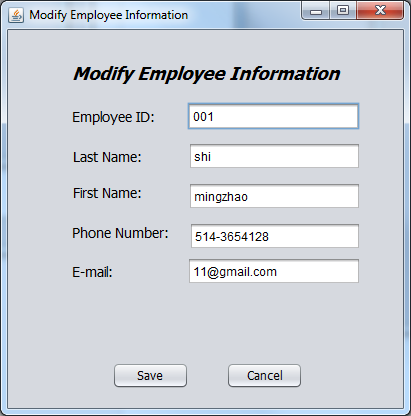 Modify Employee Information
Modify Employee Information
Employee ID: 001
Last Name: shi
First Name: mingzhao
Phone Number: 514-3654128
E-mail: 11@gmail.com
Save Cancel